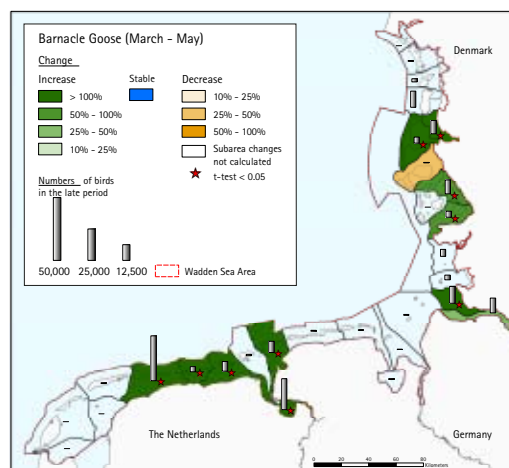 Barnacle Goose (March - May)
Change
Increase
Stable
Decrease
> 100%
50% - 100%
25% - 50%
10% - 25%
10% - 25%
25% - 50%
50% - 100%
Subarea changes
not calculated
t-test < 0.05
Numbers of birds
in the late period
50,000 25,000 12,500
Wadden Sea Area
Denmark
The Netherlands
Germany
0 20 40 60 80
Kilometers